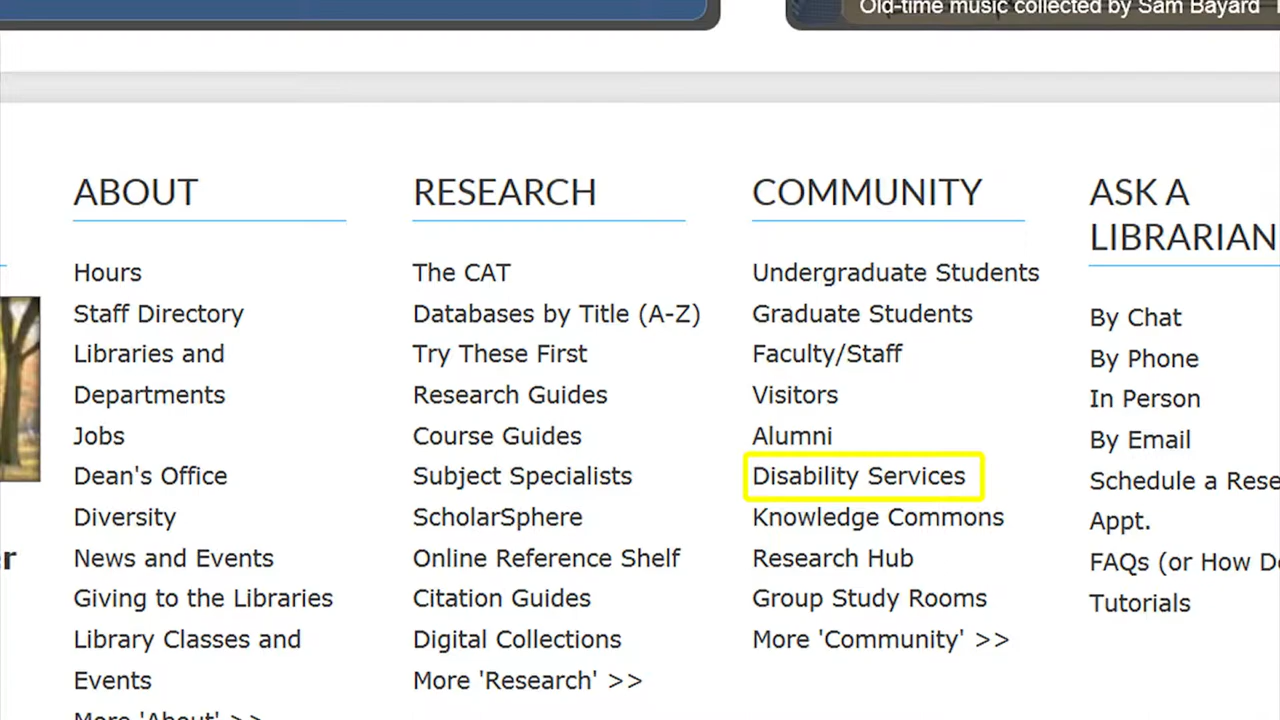 Old-time music collected by Sam Bayard
ABOUT
Hours
Staff Directory
Libraries and
Departments
Jobs
Dean's Office
Diversity
News and Events
Giving to the Libraries
Library Classes and
Events
More 'About' >>
RESEARCH
The CAT
Databases by Title (A-Z)
Try These First
Research Guides
Course Guides
Subject Specialists
ScholarSphere
Online Reference Shelf
Citation Guides
Digital Collections
More 'Research' >>
COMMUNITY
Undergraduate Students
Graduate Students
Faculty/Staff
Visitors
Alumni
Disability Services
Knowledge Commons
Research Hub
Group Study Rooms
More 'Community' >>
ASK A
LIBRARIAN
By Chat
By Phone
In Person
By Email
Schedule a Rese
Appt.
FAQs (or How Do
Tutorials